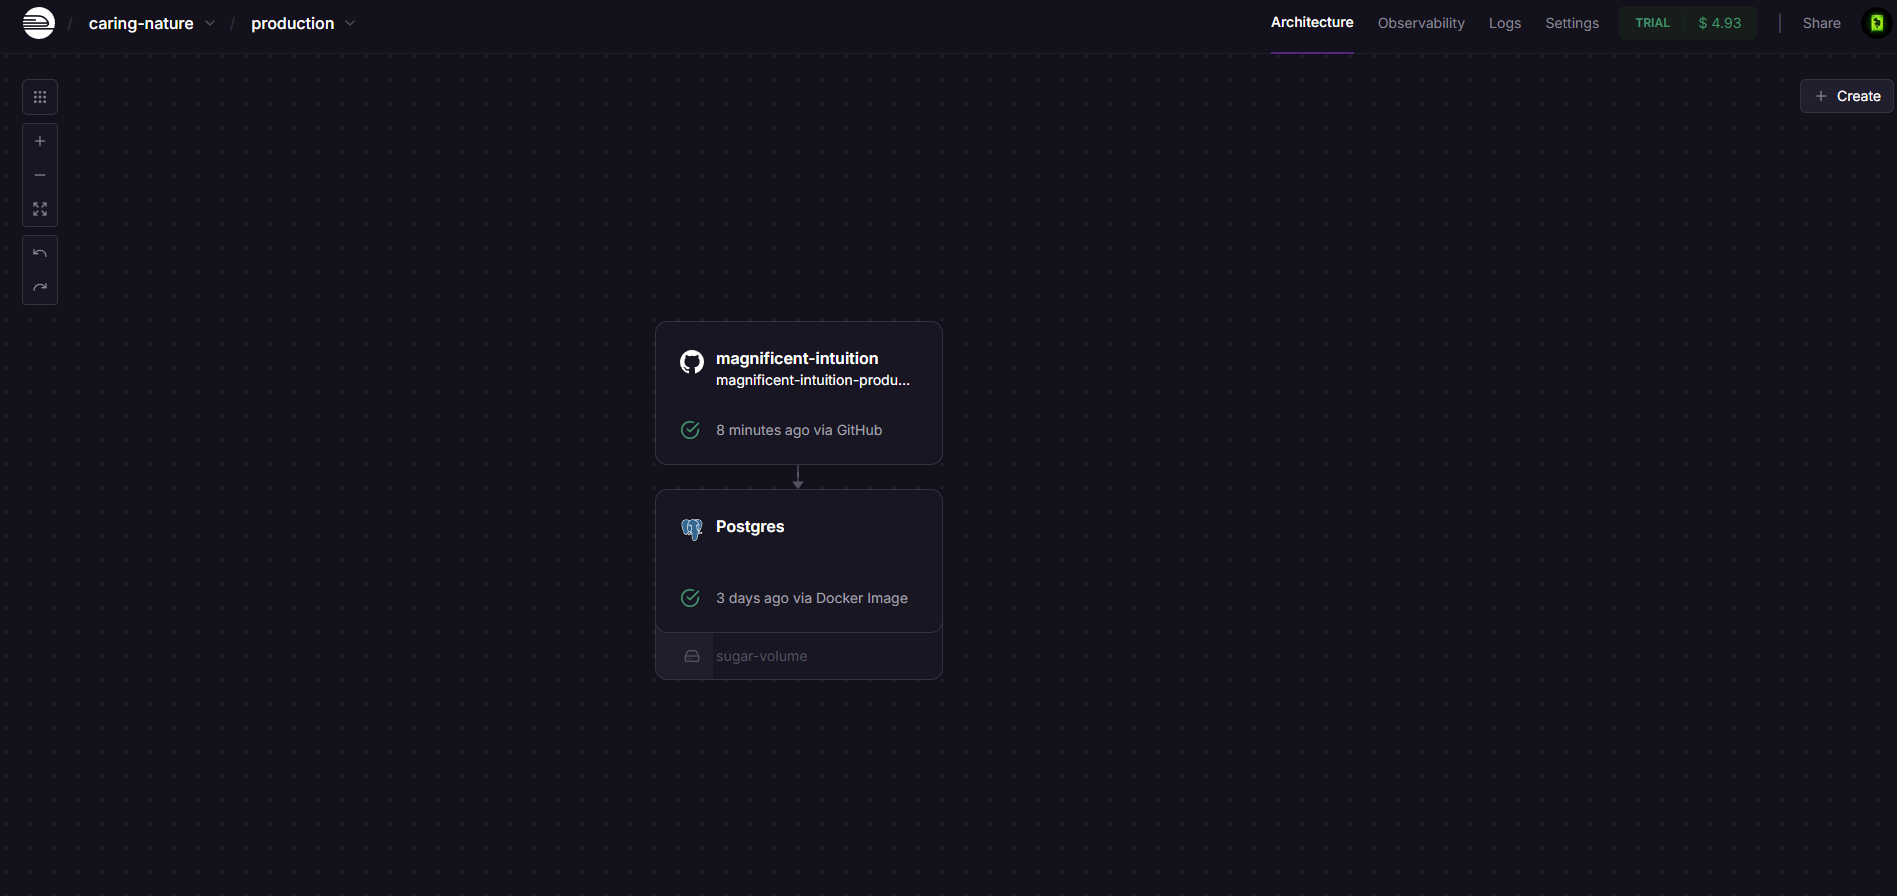 / caring-nature / production
Architecture Observability Logs Settings TRIAL $ 4.93 | Share
+ Create
magnificent-intuition
magnificent-intuition-produ...
8 minutes ago via GitHub
Postgres
3 days ago via Docker Image
sugar-volume